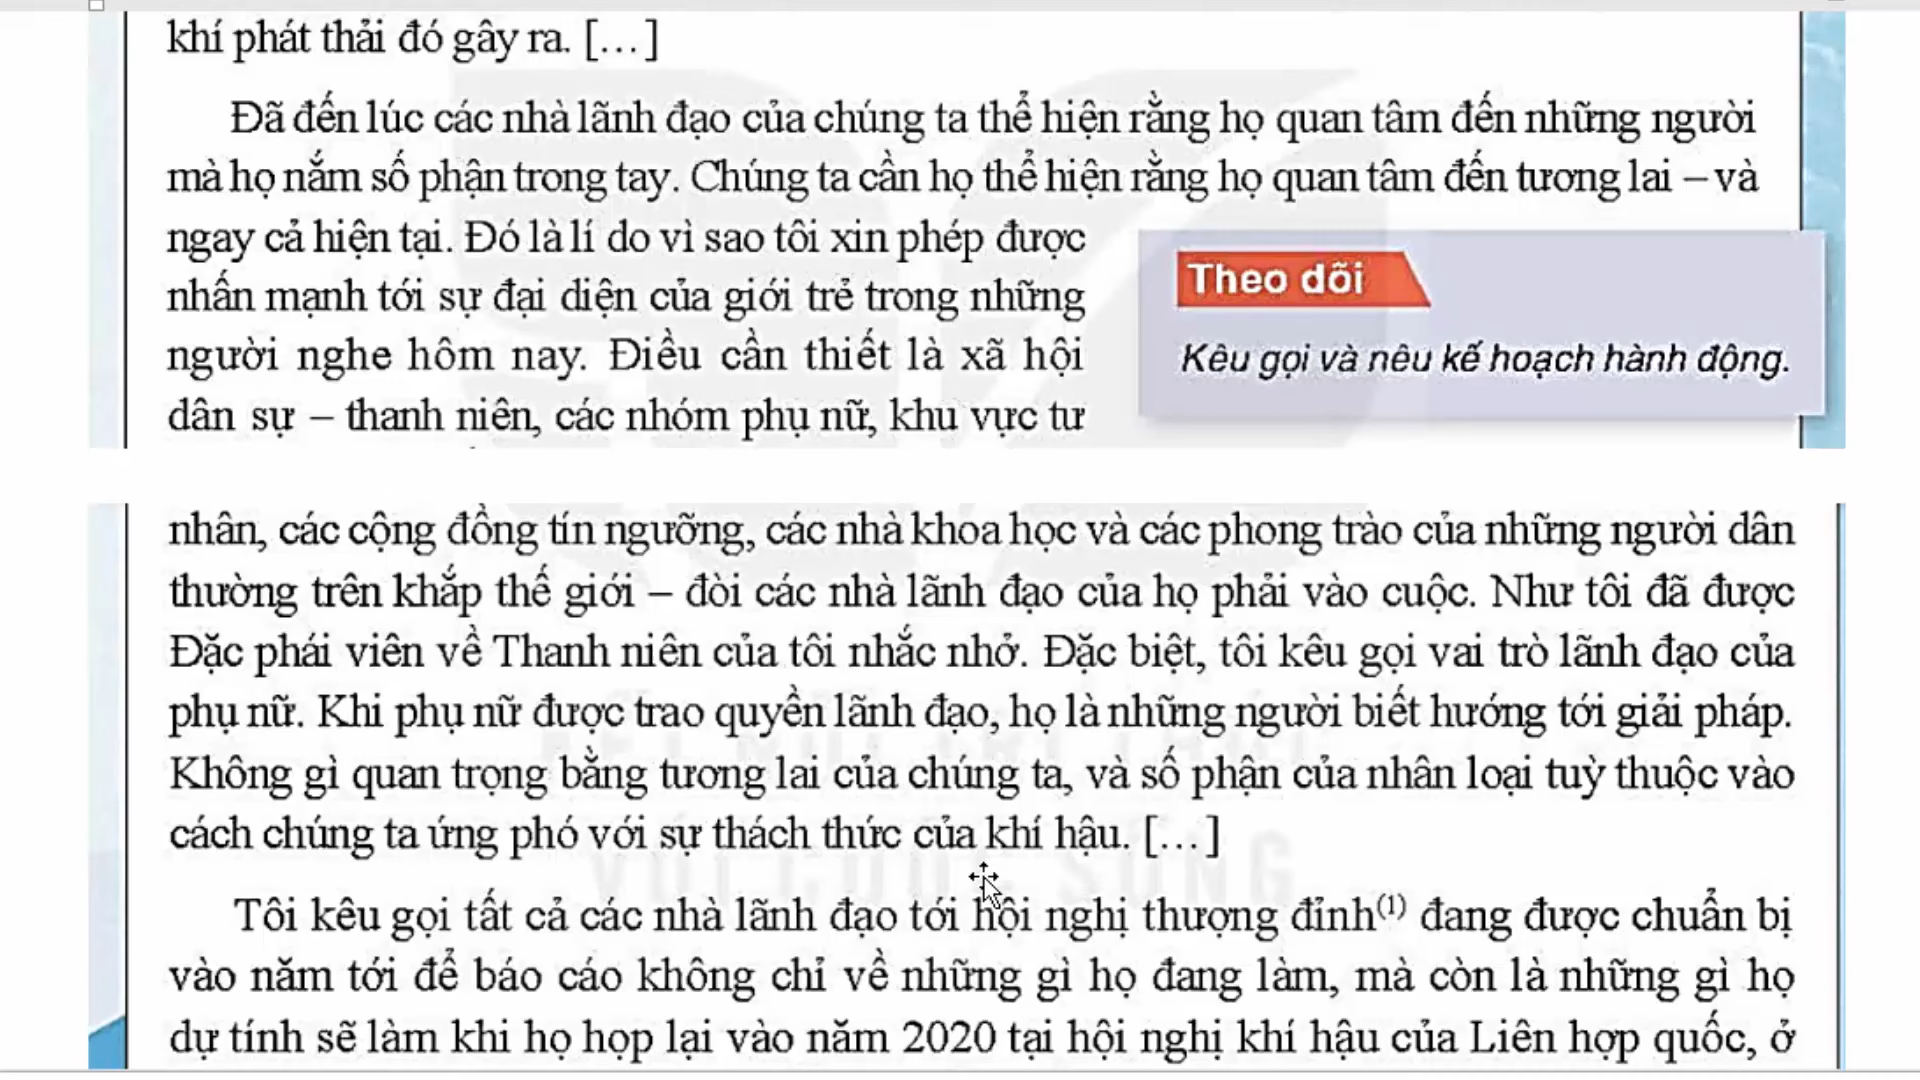 khí phát thải đó gây ra. [...]
Đã đến lúc các nhà lãnh đạo của chúng ta thể hiện rằng họ quan tâm đến những người
mà họ nắm số phận trong tay. Chúng ta cần họ thể hiện rằng họ quan tâm đến tương lai – và
ngay cả hiện tại. Đó là lí do vì sao tôi xin phép được
nhấn mạnh tới sự đại diện của giới trẻ trong những
người nghe hôm nay. Điều cần thiết là xã hội
dân sự – thanh niên, các nhóm phụ nữ, khu vực tư
Theo dõi
Kêu gọi và nêu kế hoạch hành động.
nhân, các cộng đồng tín ngưỡng, các nhà khoa học và các phong trào của những người dân
thường trên khắp thế giới – đòi các nhà lãnh đạo của họ phải vào cuộc. Như tôi đã được
Đặc phái viên về Thanh niên của tôi nhắc nhở. Đặc biệt, tôi kêu gọi vai trò lãnh đạo của
phụ nữ. Khi phụ nữ được trao quyền lãnh đạo, họ là những người biết hướng tới giải pháp.
Không gì quan trọng bằng tương lai của chúng ta, và số phận của nhân loại tuỳ thuộc vào
cách chúng ta ứng phó với sự thách thức của khí hậu. [...]
Tôi kêu gọi tất cả các nhà lãnh đạo tới hội nghị thượng đỉnh(1) đang được chuẩn bị
vào năm tới để báo cáo không chỉ về những gì họ đang làm, mà còn là những gì họ
dự tính sẽ làm khi họ họp lại vào năm 2020 tại hội nghị khí hậu của Liên hợp quốc, ở